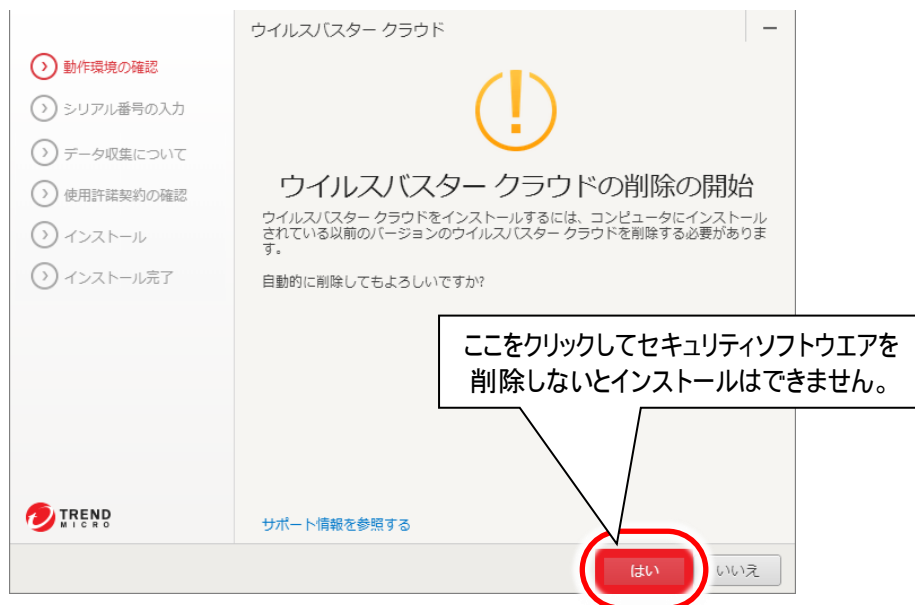 ウイルスバスター クラウド
動作環境の確認
シリアル番号の入力
データ収集について
使用許諾契約の確認
インストール
インストール完了
ウイルスバスター クラウドの削除の開始
ウイルスバスター クラウドをインストールするには、コンピュータにインストール
されている以前のバージョンのウイルスバスター クラウドを削除する必要がありま
す。
自動的に削除してもよろしいですか?
ここをクリックしてセキュリティソフトウエアを
削除しないとインストールはできません。
TREND
MICRO
サポート情報を参照する
はい
いいえ